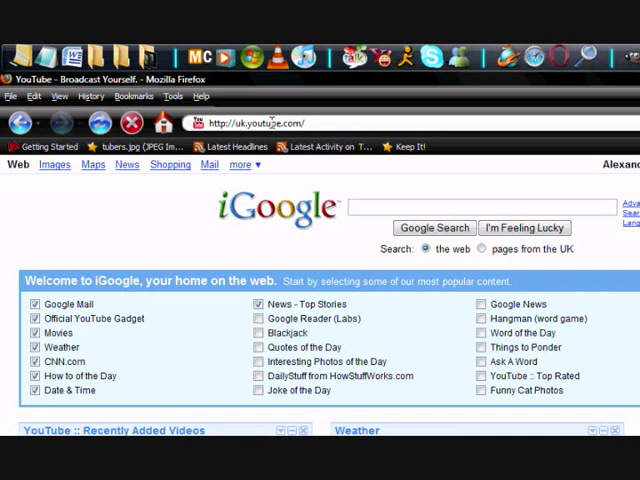 MC
talk
YouTube - Broadcast Yourself. - Mozilla Firefox
File Edit View History Bookmarks Tools Help
http://uk.youtube.com/
Getting Started tubers.jpg (JPEG Im... Latest Headlines Latest Activity on T... Keep It!
Web Images Maps News Shopping Mail more ▼
iGoogle™
Google Search I'm Feeling Lucky
Search: the web pages from the UK
Welcome to iGoogle, your home on the web. Start by selecting some of our most popular content.
Google Mail News - Top Stories Google News
Official YouTube Gadget Google Reader (Labs) Hangman (word game)
Movies Blackjack Word of the Day
Weather Quotes of the Day Things to Ponder
CNN.com Interesting Photos of the Day Ask A Word
How to of the Day DailyStuff from HowStuffWorks.com YouTube :: Top Rated
Date & Time Joke of the Day Funny Cat Photos
YouTube :: Recently Added Videos Weather